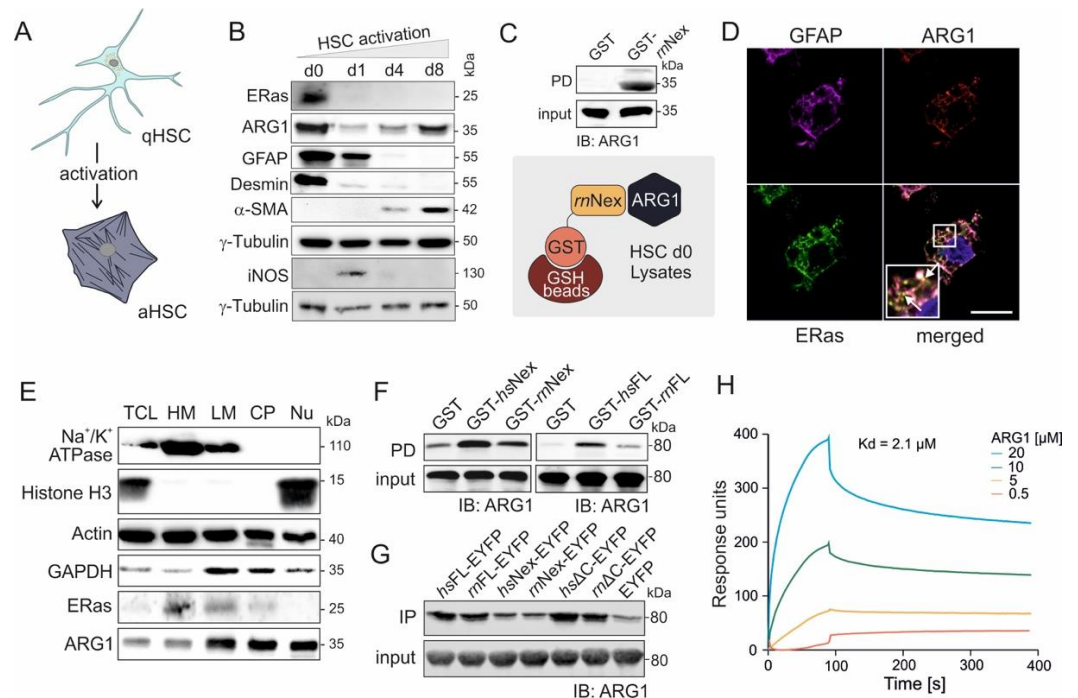 A
qHSC
activation
aHSC
B
HSC activation
d0 d1 d4 d8 kDa
ERas 25
ARG1 35
GFAP 55
Desmin 55
α-SMA 42
γ-Tubulin 50
iNOS 130
γ-Tubulin 50
C
GST GST-rnNex
kDa
PD 35
input 35
IB: ARG1
rnNex ARG1
GST
GSH
beads
HSC d0
Lysates
D
GFAP ARG1
ERas merged
E
TCL HM LM CP Nu kDa
Na⁺/K⁺
ATPase 110
Histone H3 15
Actin 40
GAPDH 35
ERas 25
ARG1 35
F
GST GST-hsNex GST-rnNex GST GST-hsFL GST-rnFL
kDa
PD 80
input 80
IB: ARG1 IB: ARG1
G
hsFL-EYFP rnFL-EYFP hsNex-EYFP rnNex-EYFP hsΔC-EYFP rnΔC-EYFP EYFP
kDa
IP 80
input 80
IB: ARG1
H
Kd = 2.1 µM
ARG1 [µM]
20
10
5
0.5
Response units
400
300
200
100
0
0 100 200 300 400
Time [s]